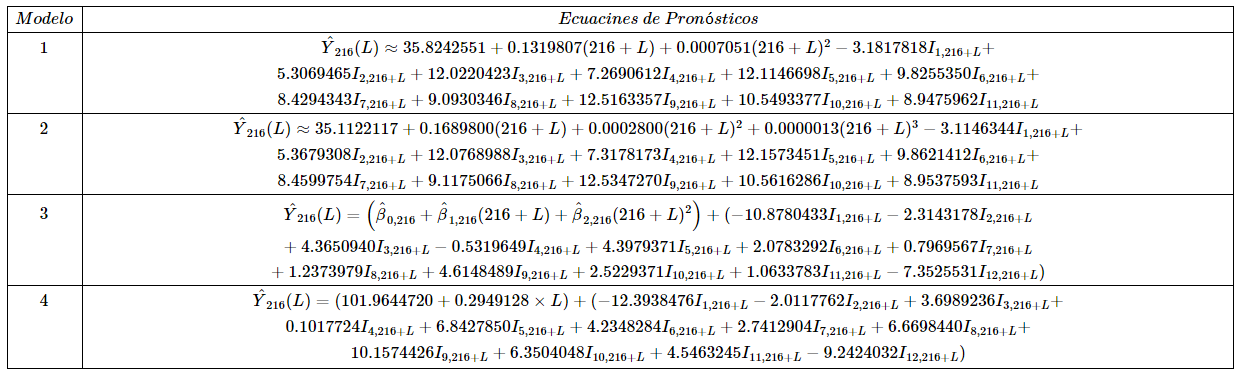 Modelo Ecuacines de Pronósticos
1 Ŷ₂₁₆(L) ≈ 35.8242551 + 0.1319807(216 + L) + 0.0007051(216 + L)² − 3.1817818I₁,₂₁₆₊L+
5.3069465I₂,₂₁₆₊L + 12.0220423I₃,₂₁₆₊L + 7.2690612I₄,₂₁₆₊L + 12.1146698I₅,₂₁₆₊L + 9.8255350I₆,₂₁₆₊L+
8.4294343I₇,₂₁₆₊L + 9.0930346I₈,₂₁₆₊L + 12.5163357I₉,₂₁₆₊L + 10.5493377I₁₀,₂₁₆₊L + 8.9475962I₁₁,₂₁₆₊L
2 Ŷ₂₁₆(L) ≈ 35.1122117 + 0.1689800(216 + L) + 0.0002800(216 + L)² + 0.0000013(216 + L)³ − 3.1146344I₁,₂₁₆₊L+
5.3679308I₂,₂₁₆₊L + 12.0768988I₃,₂₁₆₊L + 7.3178173I₄,₂₁₆₊L + 12.1573451I₅,₂₁₆₊L + 9.8621412I₆,₂₁₆₊L+
8.4599754I₇,₂₁₆₊L + 9.1175066I₈,₂₁₆₊L + 12.5347270I₉,₂₁₆₊L + 10.5616286I₁₀,₂₁₆₊L + 8.9537593I₁₁,₂₁₆₊L
3 Ŷ₂₁₆(L) = (β̂₀,₂₁₆ + β̂₁,₂₁₆(216 + L) + β̂₂,₂₁₆(216 + L)²) + (−10.8780433I₁,₂₁₆₊L − 2.3143178I₂,₂₁₆₊L
+ 4.3650940I₃,₂₁₆₊L − 0.5319649I₄,₂₁₆₊L + 4.3979371I₅,₂₁₆₊L + 2.0783292I₆,₂₁₆₊L + 0.7969567I₇,₂₁₆₊L
+ 1.2373979I₈,₂₁₆₊L + 4.6148489I₉,₂₁₆₊L + 2.5229371I₁₀,₂₁₆₊L + 1.0633783I₁₁,₂₁₆₊L − 7.3525531I₁₂,₂₁₆₊L)
4 Ŷ₂₁₆(L) = (101.9644720 + 0.2949128 × L) + (−12.3938476I₁,₂₁₆₊L − 2.0117762I₂,₂₁₆₊L + 3.6989236I₃,₂₁₆₊L+
0.1017724I₄,₂₁₆₊L + 6.8427850I₅,₂₁₆₊L + 4.2348284I₆,₂₁₆₊L + 2.7412904I₇,₂₁₆₊L + 6.6698440I₈,₂₁₆₊L+
10.1574426I₉,₂₁₆₊L + 6.3504048I₁₀,₂₁₆₊L + 4.5463245I₁₁,₂₁₆₊L − 9.2424032I₁₂,₂₁₆₊L)